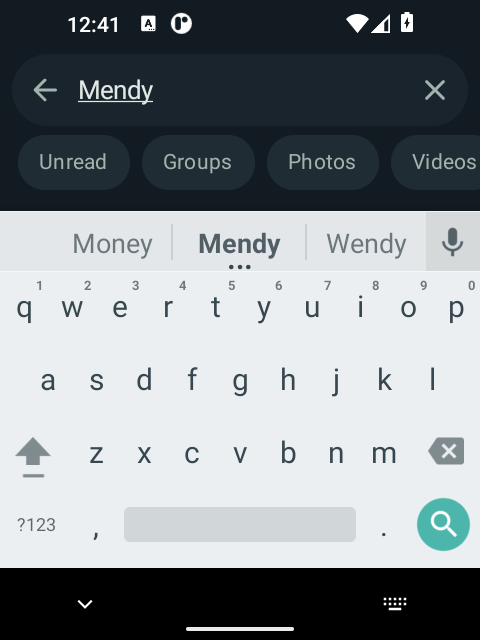 12:41 A
Mendy
Unread Groups Photos Videos
Money Mendy Wendy
1 2 3 4 5 6 7 8 9 0
q w e r t y u i o p
a s d f g h j k l
z x c v b n m
?123 , .